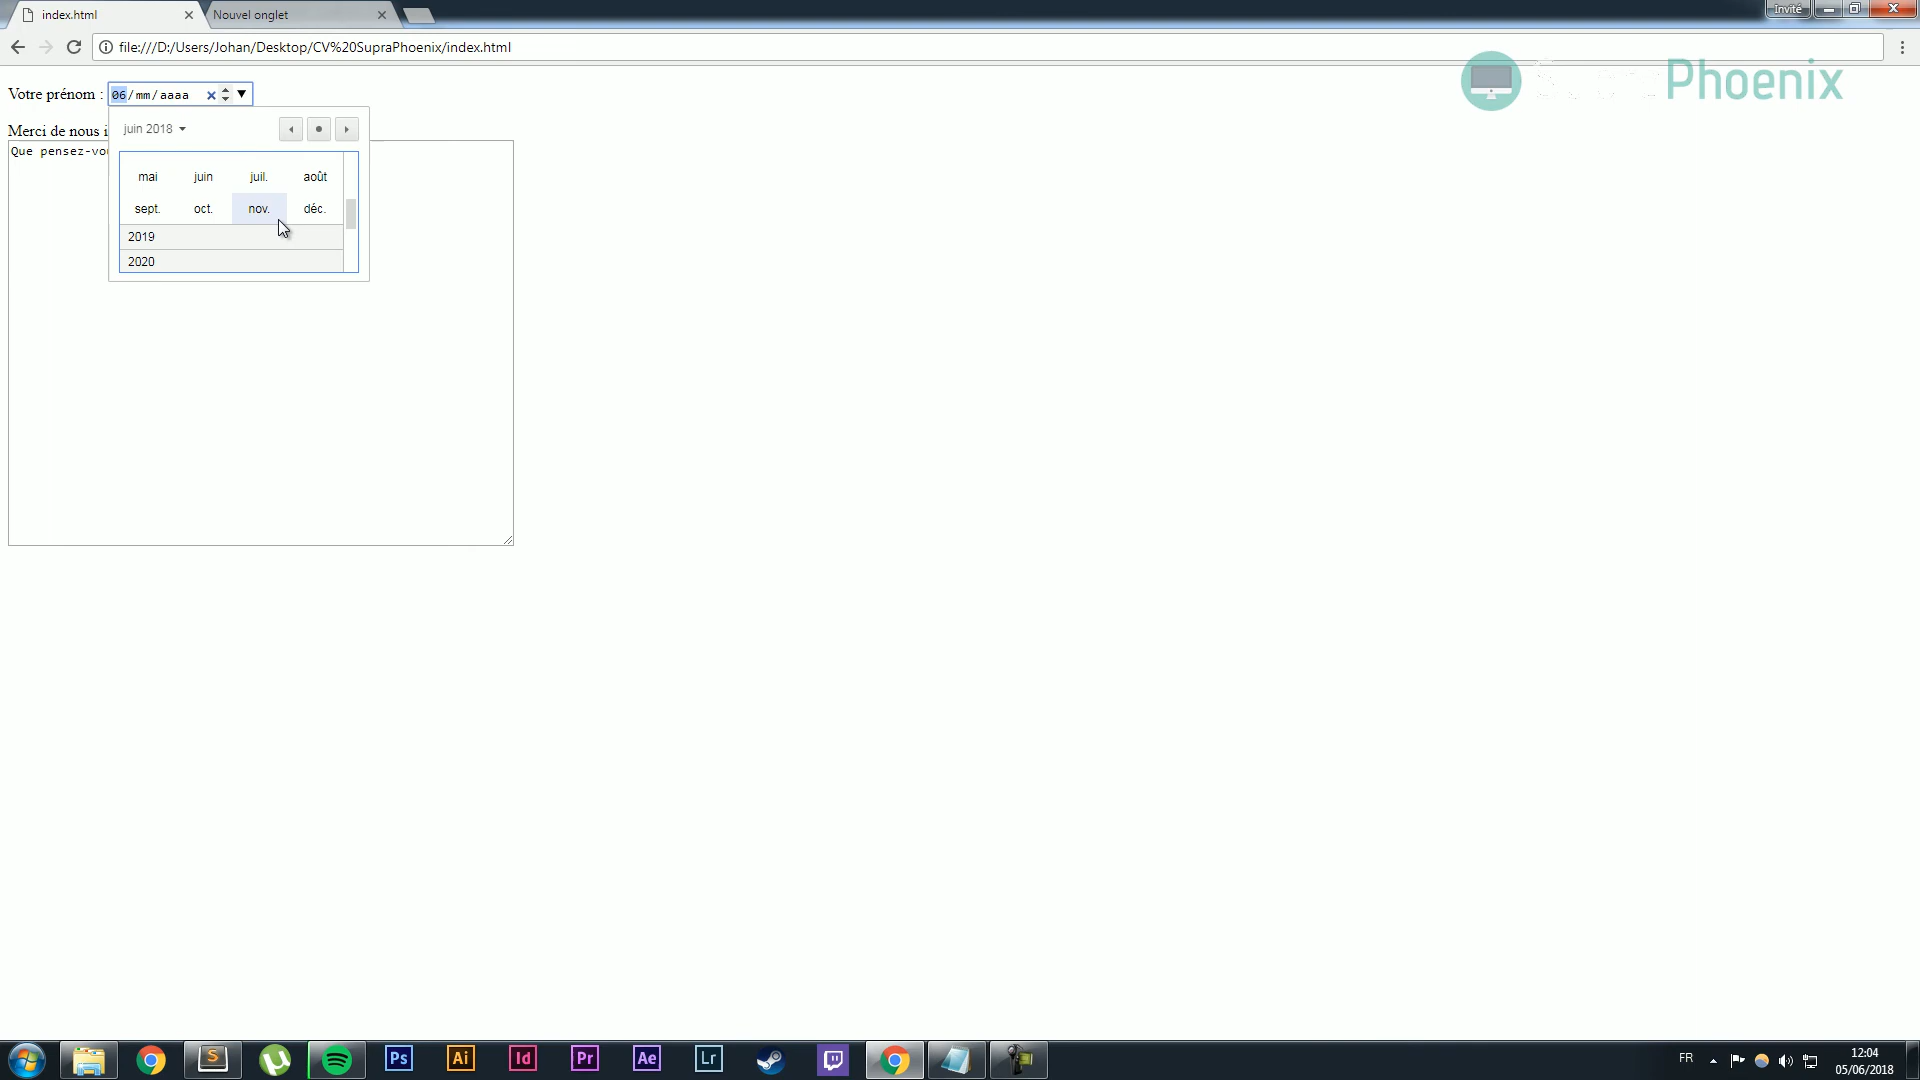 index.html
Nouvel onglet
Invité
file:///D:/Users/Johan/Desktop/CV%20SupraPhoenix/index.html
Phoenix
Votre prénom : 06/mm/aaaa
juin 2018
Merci de nous i
Que pensez-vou
mai juin juil. août
sept. oct. nov. déc.
2019
2020
S
Ps Ai Id Pr Ae Lr
FR
12:04
05/06/2018